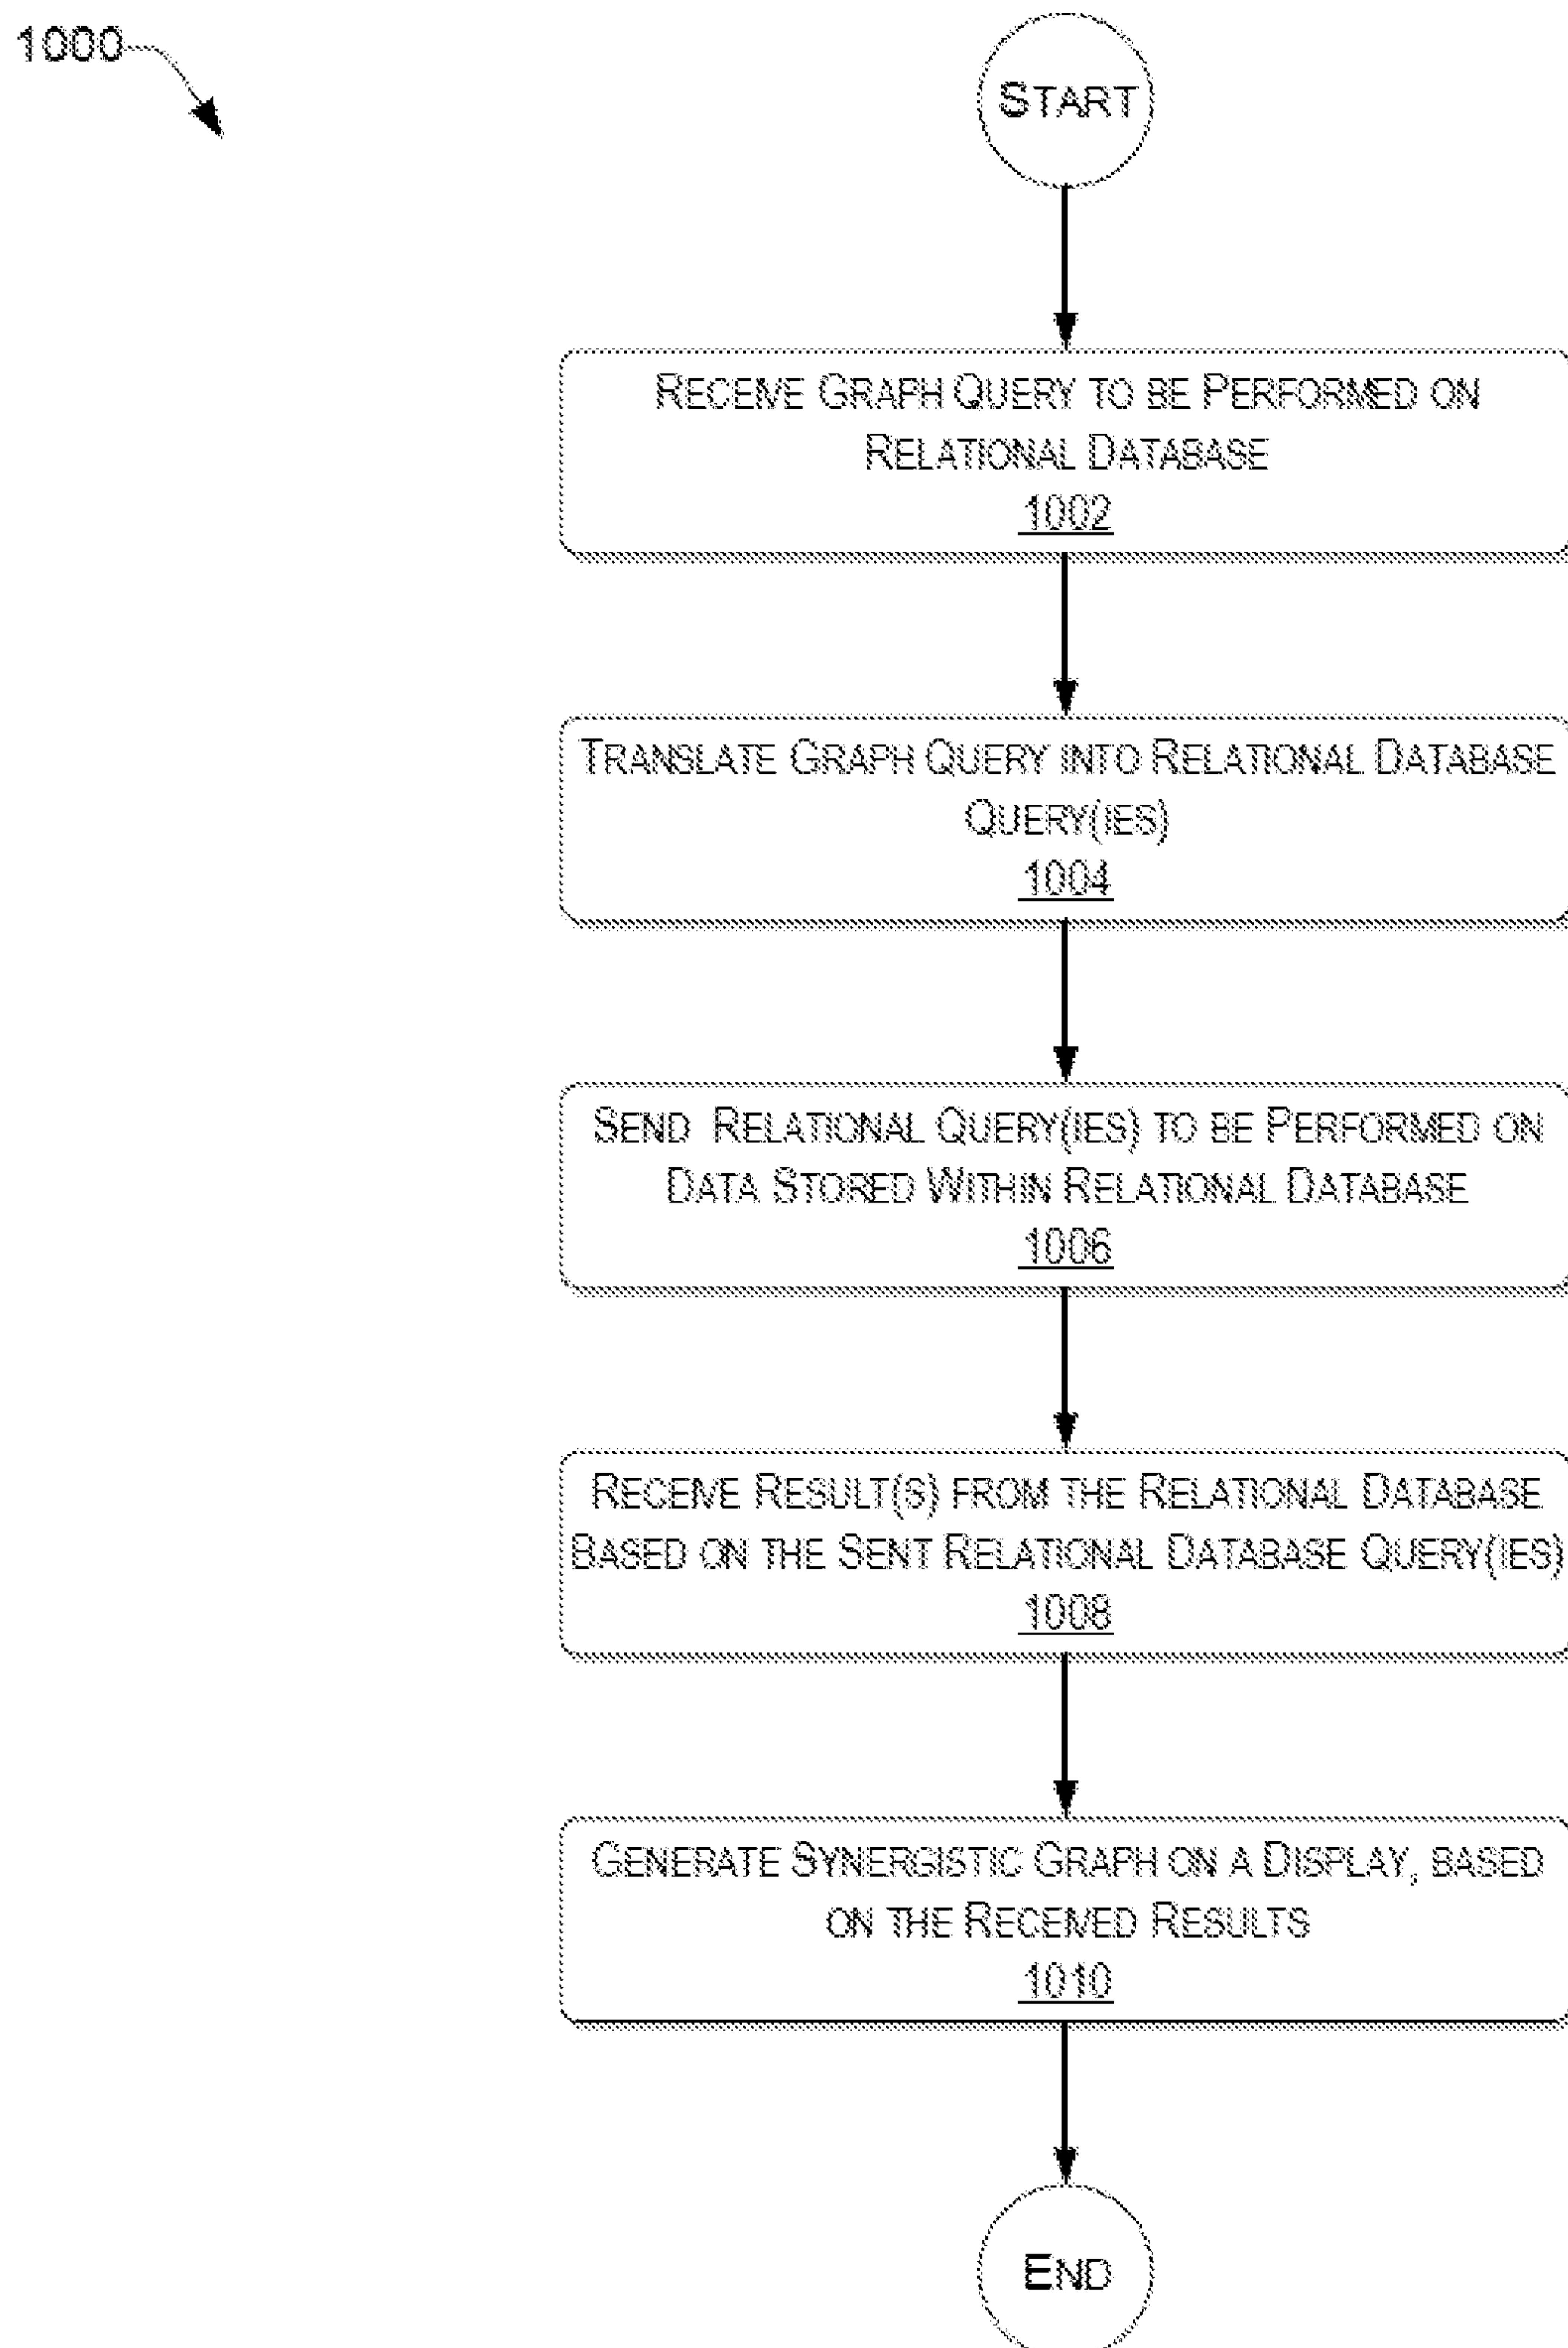 1000
START
RECEIVE GRAPH QUERY TO BE PERFORMED ON
RELATIONAL DATABASE
1002
TRANSLATE GRAPH QUERY INTO RELATIONAL DATABASE
QUERY(IES)
1004
SEND RELATIONAL QUERY(IES) TO BE PERFORMED ON
DATA STORED WITHIN RELATIONAL DATABASE
1006
RECEIVE RESULT(S) FROM THE RELATIONAL DATABASE
BASED ON THE SENT RELATIONAL DATABASE QUERY(IES)
1008
GENERATE SYNERGISTIC GRAPH ON A DISPLAY, BASED
ON THE RECEIVED RESULTS
1010
END